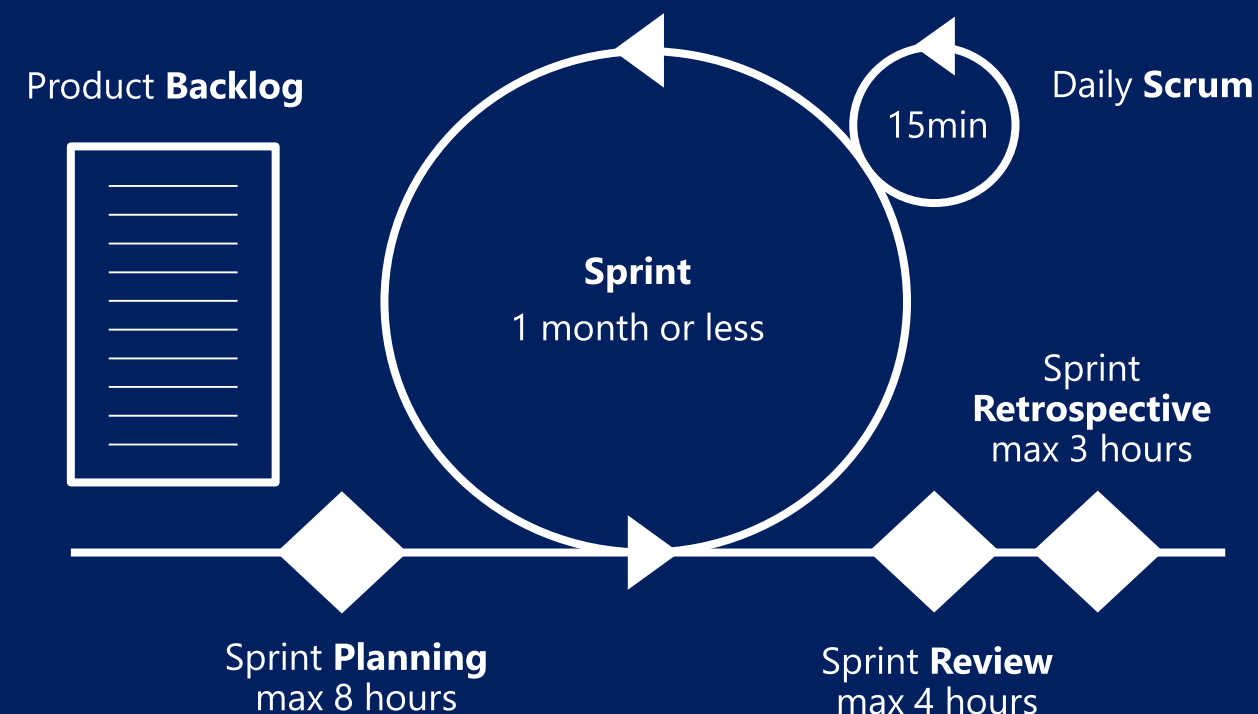 Product Backlog
Daily Scrum
15min
Sprint
1 month or less
Sprint
Retrospective
max 3 hours
Sprint Planning
max 8 hours
Sprint Review
max 4 hours